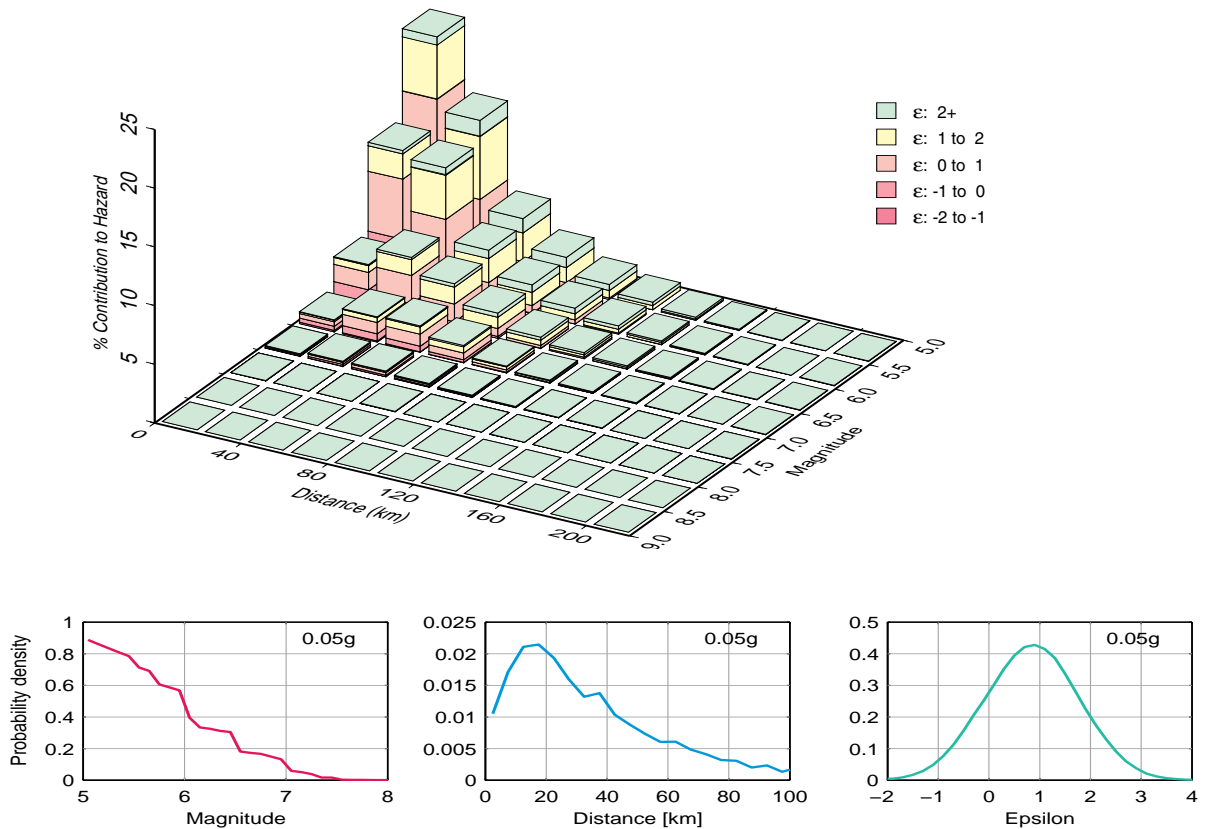 ε: 2+
ε: 1 to 2
ε: 0 to 1
ε: -1 to 0
ε: -2 to -1
% Contribution to Hazard
25
20
15
10
5
0
40
80
120
160
200
Distance (km)
5.0
5.5
6.0
6.5
7.0
7.5
8.0
8.5
9.0
Magnitude
Probability density
1
0.8
0.6
0.4
0.2
0
0.05g
5 6 7 8
Magnitude
0.025
0.02
0.015
0.01
0.005
0
0.05g
0 20 40 60 80 100
Distance [km]
0.5
0.4
0.3
0.2
0.1
0
0.05g
−2 −1 0 1 2 3 4
Epsilon